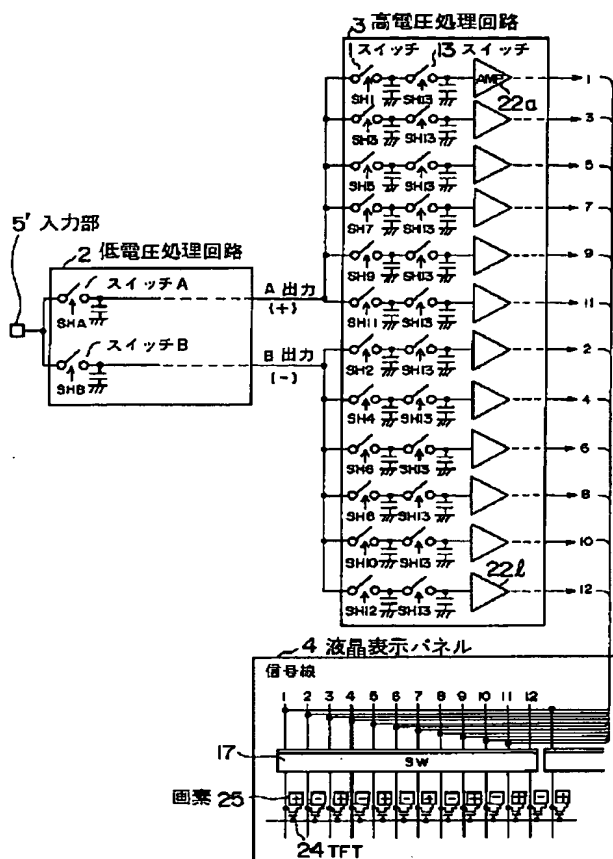 3 高電圧処理回路
1 スイッチ 13 スイッチ
SH1 SH13 AMP 22a 1
SH3 SH13 3
SH5 SH13 5
SH7 SH13 7
SH9 SH13 9
SH11 SH13 11
SH2 SH13 2
SH4 SH13 4
SH6 SH13 6
SH8 SH13 8
SH10 SH13 10
SH12 SH13 22l 12
5' 入力部
2 低電圧処理回路
スイッチA
SHA
スイッチB
SHB
A 出力
(+)
B 出力
(-)
4 液晶表示パネル
信号線
1 2 3 4 5 6 7 8 9 10 11 12
17 SW
画素 25 + - + - + - + - + - + - +
24 TFT